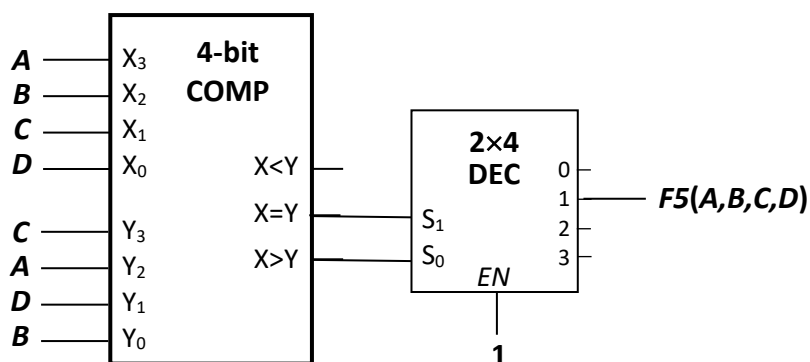 4-bit
COMP
A X₃
B X₂
C X₁
D X₀
C Y₃
A Y₂
D Y₁
B Y₀
X<Y
X=Y
X>Y
2×4
DEC
S₁
S₀
EN
1
0
1
2
3
F5(A,B,C,D)